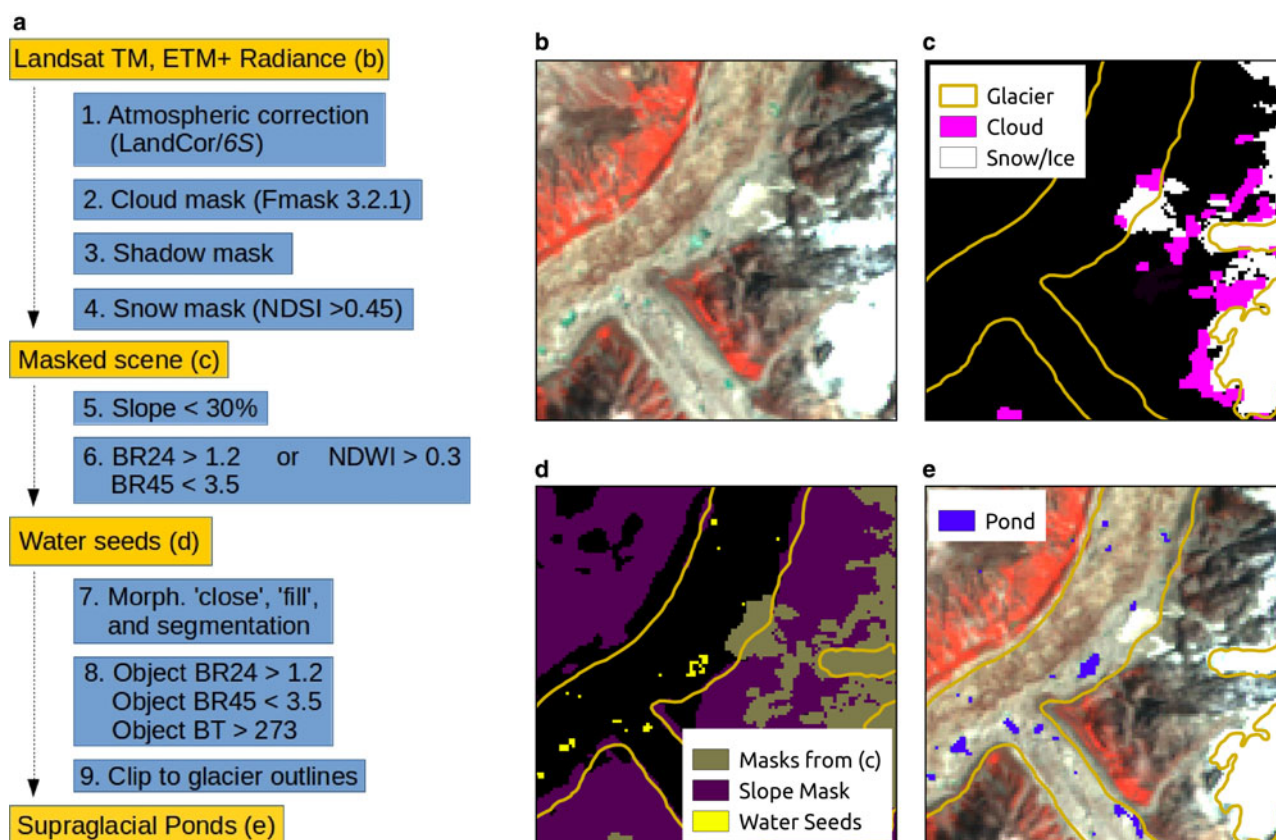 a
Landsat TM, ETM+ Radiance (b)
1. Atmospheric correction
(LandCor/6S)
2. Cloud mask (Fmask 3.2.1)
3. Shadow mask
4. Snow mask (NDSI >0.45)
Masked scene (c)
5. Slope < 30%
6. BR24 > 1.2 or NDWI > 0.3
BR45 < 3.5
Water seeds (d)
7. Morph. 'close', 'fill',
and segmentation
8. Object BR24 > 1.2
Object BR45 < 3.5
Object BT > 273
9. Clip to glacier outlines
Supraglacial Ponds (e)
b
c
Glacier
Cloud
Snow/Ice
d
Masks from (c)
Slope Mask
Water Seeds
e
Pond